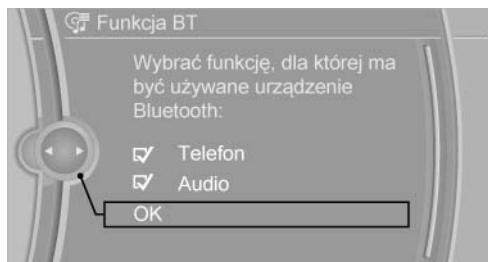 Funkcja BT
Wybrać funkcję, dla której ma
być używane urządzenie
Bluetooth:
Telefon
Audio
OK